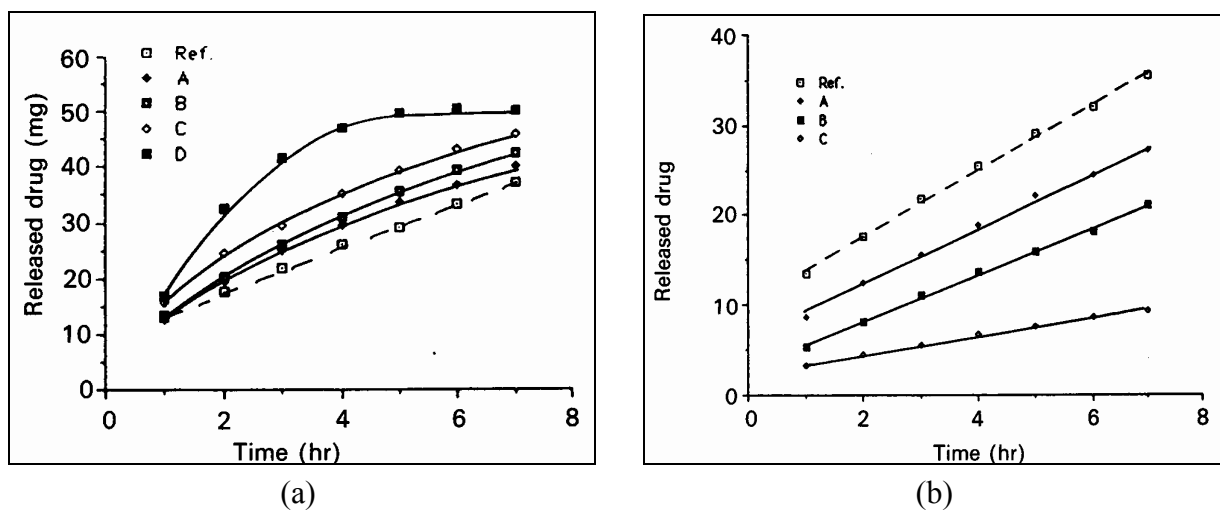 60
50
40
30
20
10
0
Released drug (mg)
Ref.
A
B
C
D
0 2 4 6 8
Time (hr)
(a)
40
30
20
10
0
Released drug
Ref.
A
B
C
0 2 4 6 8
Time (hr)
(b)